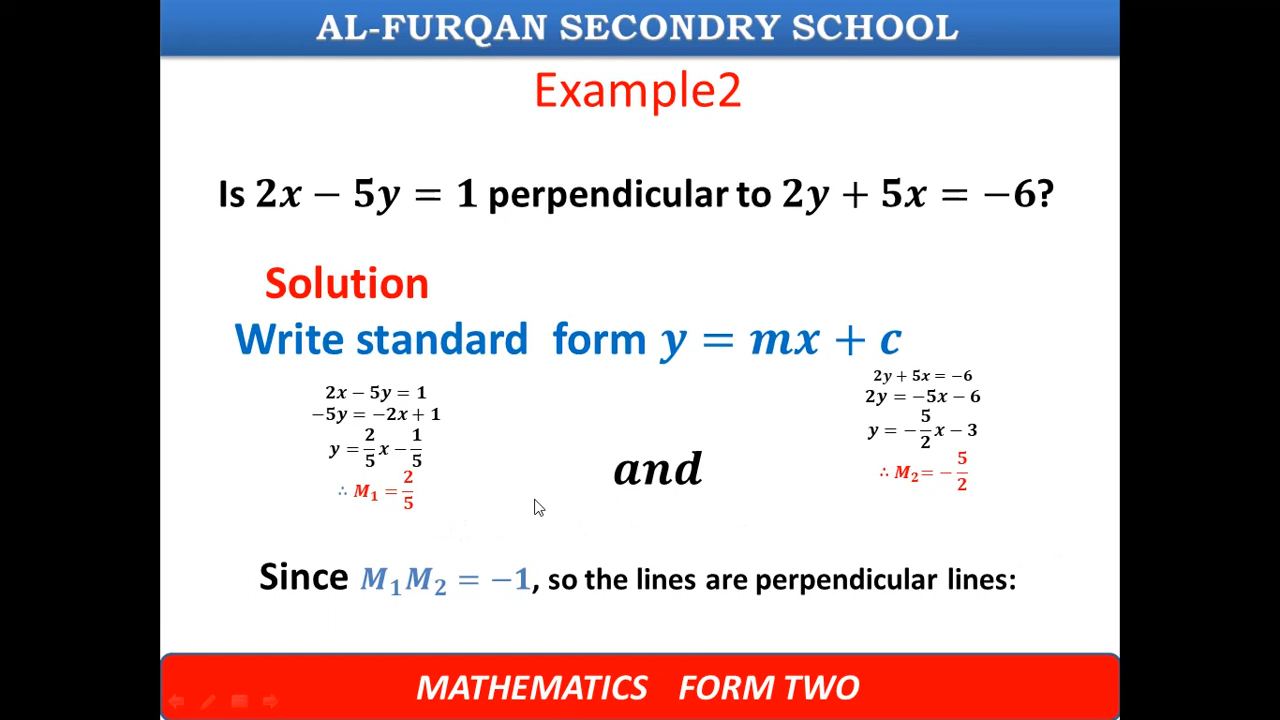 AL-FURQAN SECONDRY SCHOOL
Example2
Is 2x − 5y = 1 perpendicular to 2y + 5x = −6?
Solution
Write standard form y = mx + c
2x − 5y = 1
−5y = −2x + 1
y = 2/5 x − 1/5
∴ M₁ = 2/5
and
2y + 5x = −6
2y = −5x − 6
y = − 5/2 x − 3
∴ M₂ = − 5/2
Since M₁M₂ = −1, so the lines are perpendicular lines:
MATHEMATICS FORM TWO